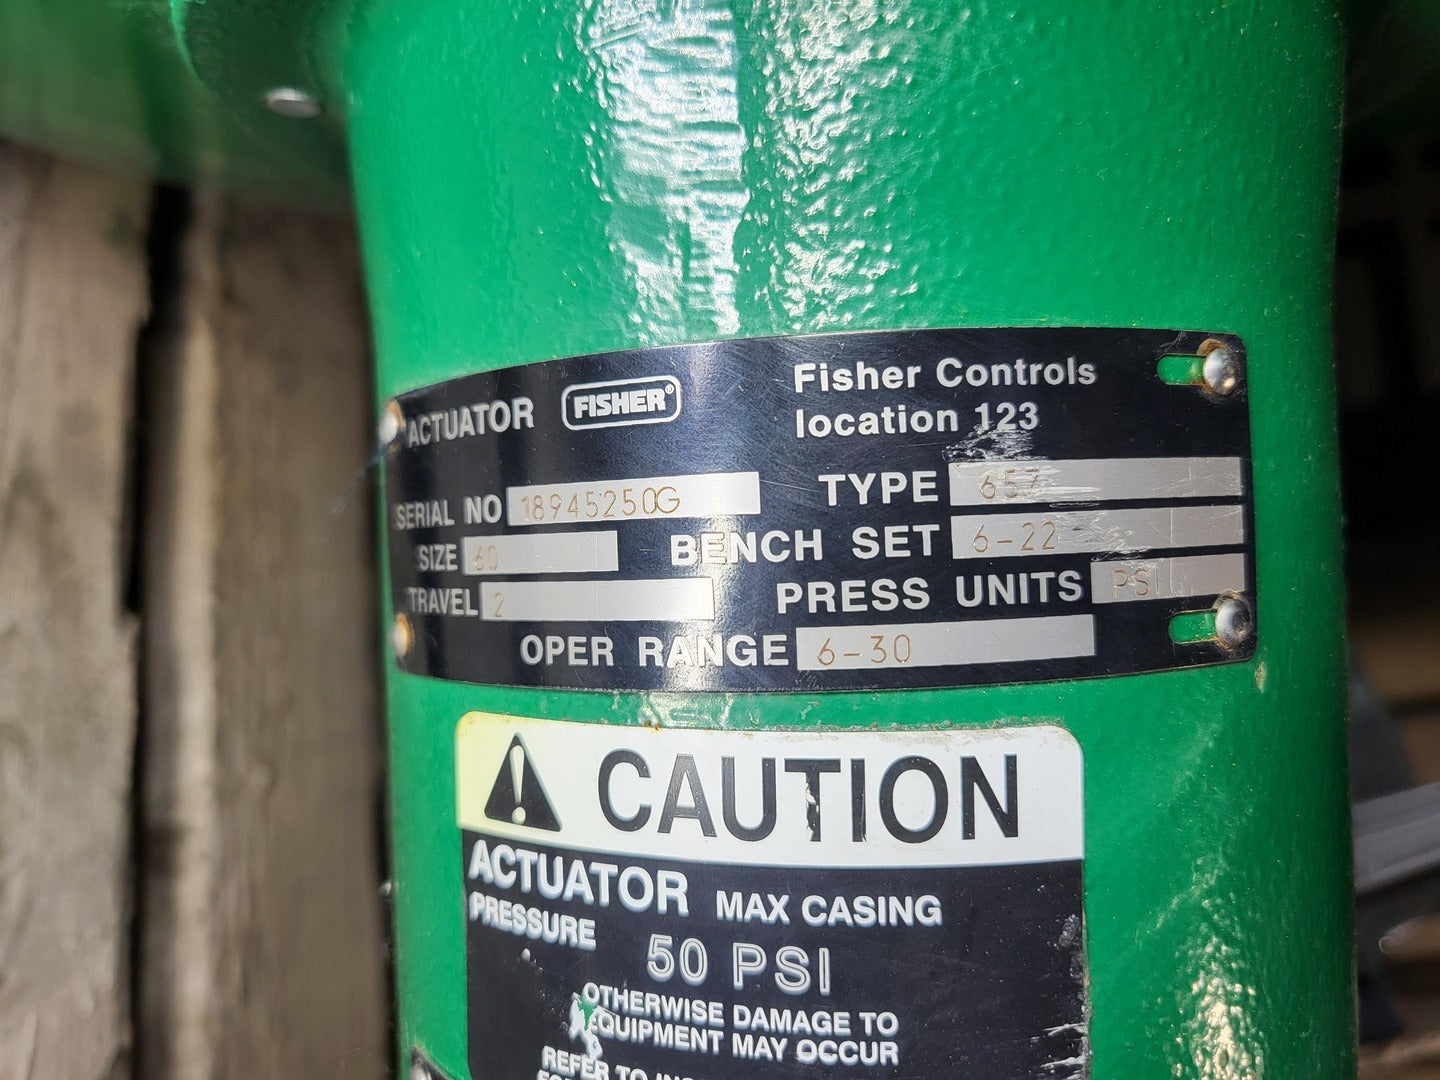 ACTUATOR FISHER® Fisher Controls
location 123
SERIAL NO 18945250G TYPE 657
SIZE 60 BENCH SET 6-22
TRAVEL 2 PRESS UNITS PSI
OPER RANGE 6-30
CAUTION
ACTUATOR MAX CASING
PRESSURE 50 PSI
OTHERWISE DAMAGE TO
EQUIPMENT MAY OCCUR
REFER TO